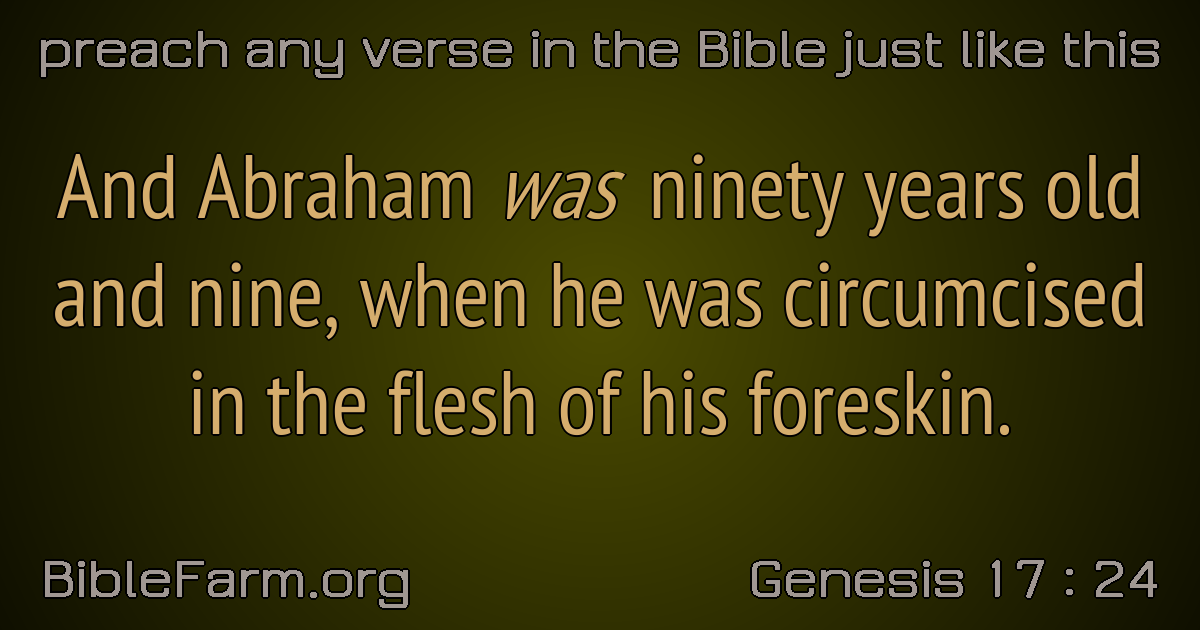 preach any verse in the Bible just like this
And Abraham was ninety years old
and nine, when he was circumcised
in the flesh of his foreskin.
BibleFarm.org
Genesis 17 : 24